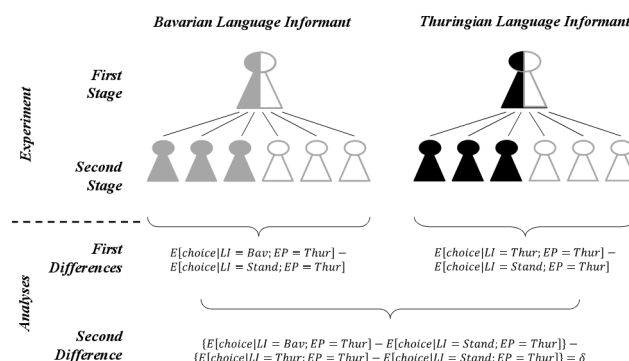 Bavarian Language Informant
Thuringian Language Informant
Experiment
First
Stage
Second
Stage
Analyses
First
Differences
E[choice|LI = Bav; EP = Thur] −
E[choice|LI = Stand; EP = Thur]
E[choice|LI = Thur; EP = Thur] −
E[choice|LI = Stand; EP = Thur]
Second
Difference
{E[choice|LI = Bav; EP = Thur] − E[choice|LI = Stand; EP = Thur]} −
{E[choice|LI = Thur; EP = Thur] − E[choice|LI = Stand; EP = Thur]} = δ